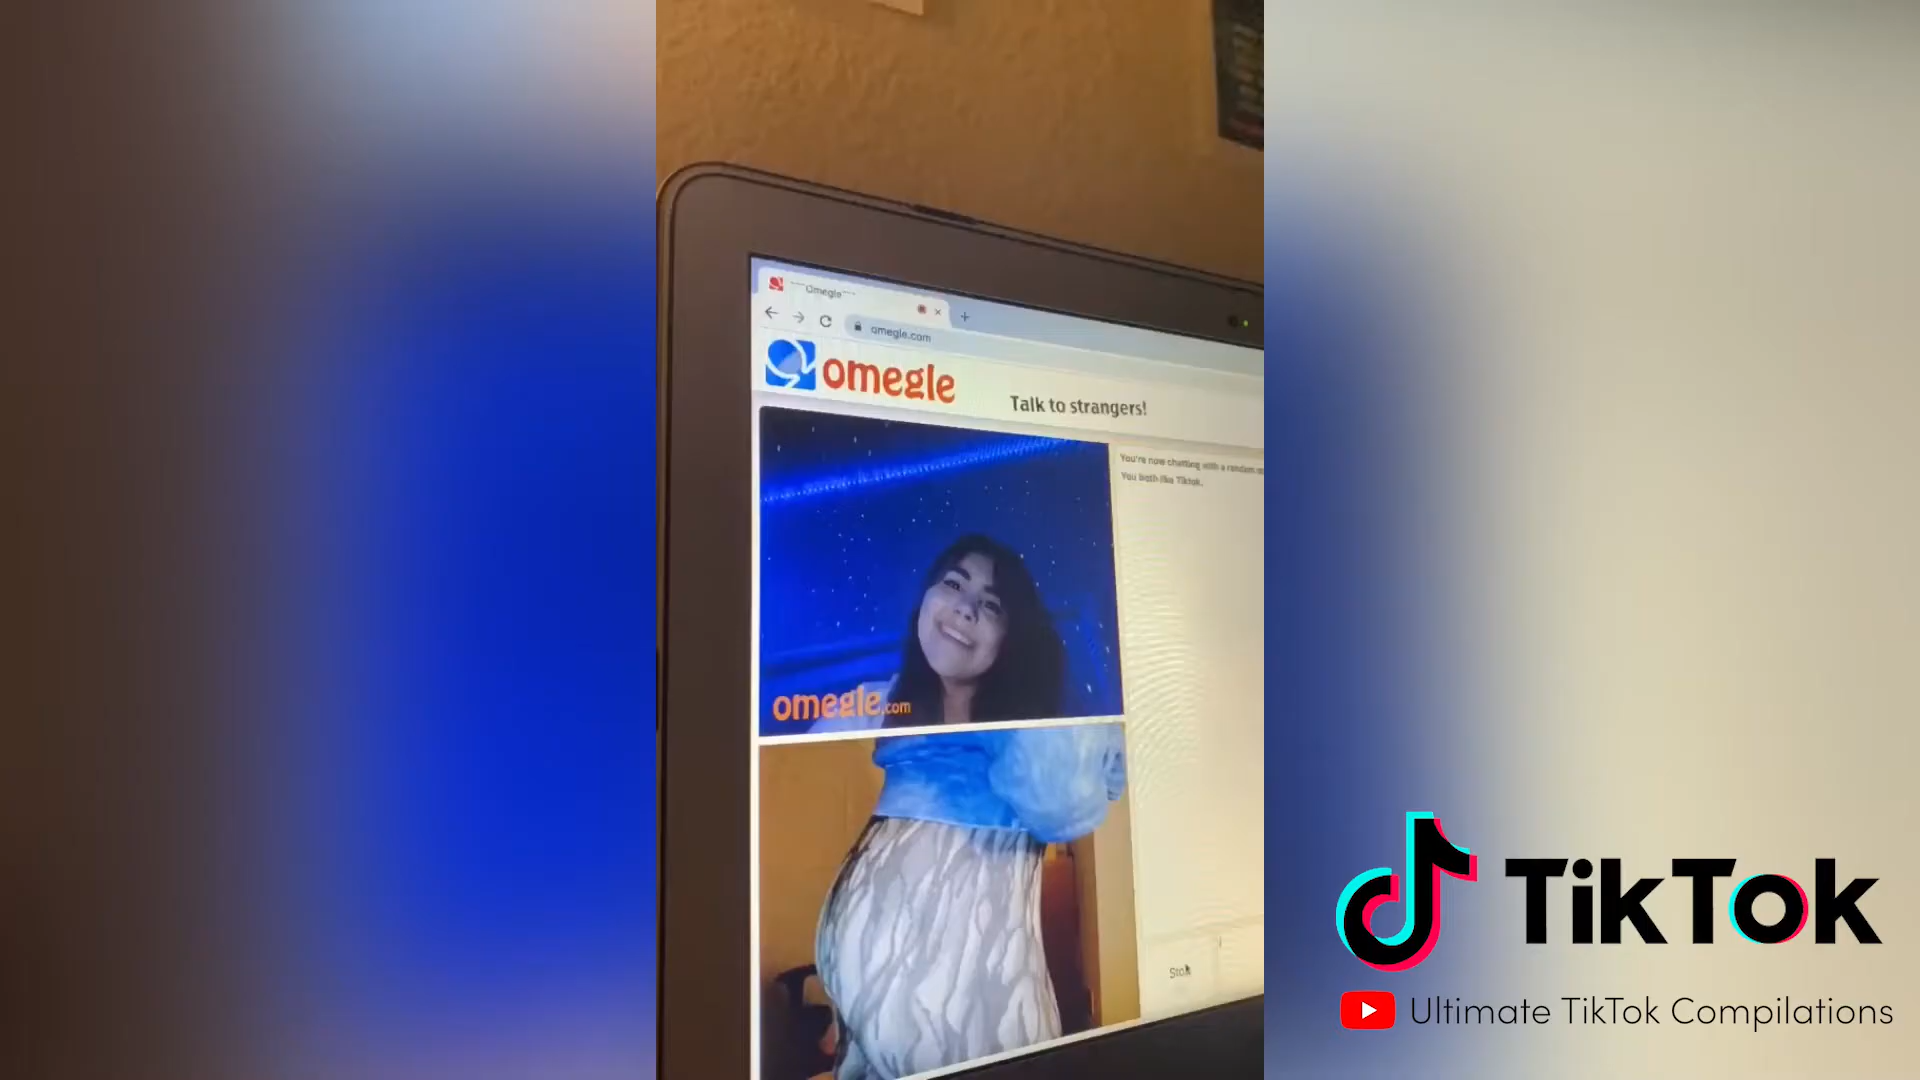 Omegle
omegle.com
omegle
Talk to strangers!
You're now chatting with a random
You both like Tiktok.
omegle.com
Stop
TikTok
Ultimate TikTok Compilations